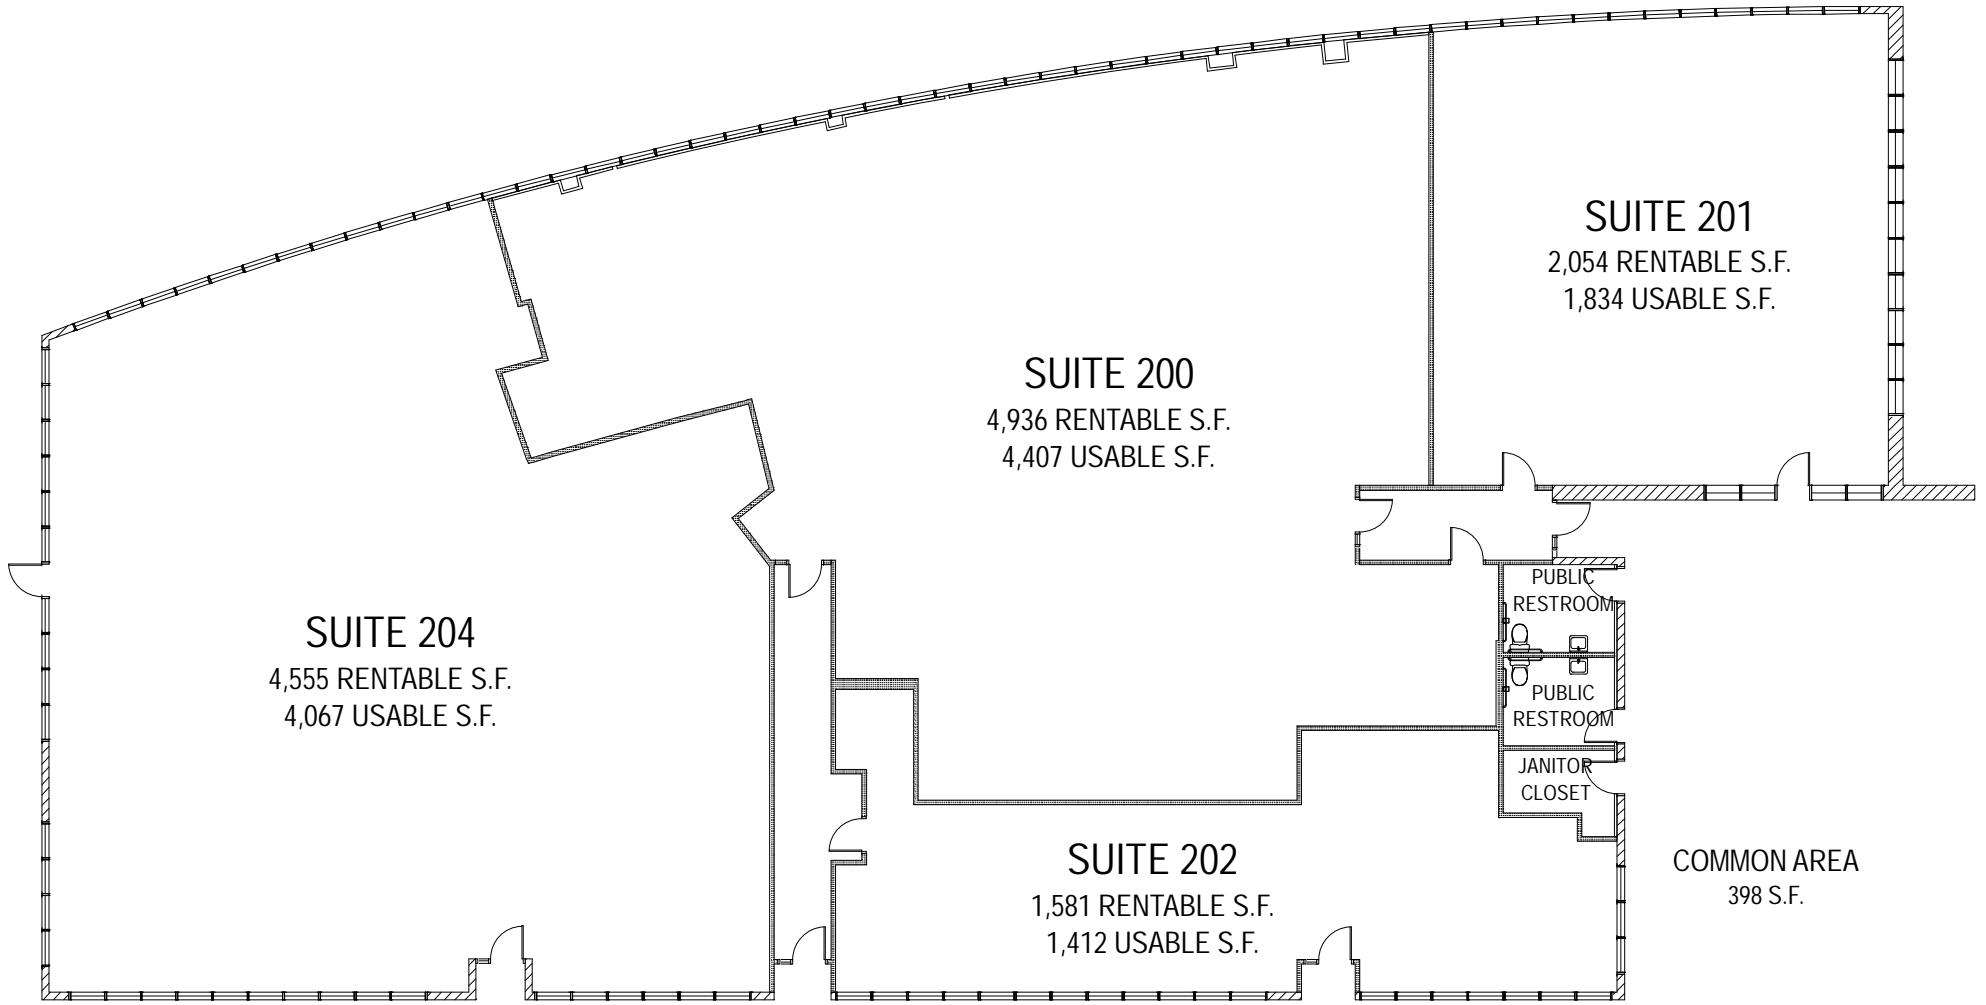 SUITE 201
2,054 RENTABLE S.F.
1,834 USABLE S.F.
SUITE 200
4,936 RENTABLE S.F.
4,407 USABLE S.F.
PUBLIC
RESTROOM
SUITE 204
4,555 RENTABLE S.F.
4,067 USABLE S.F.
PUBLIC
RESTROOM
JANITOR
CLOSET
SUITE 202
1,581 RENTABLE S.F.
1,412 USABLE S.F.
COMMON AREA
398 S.F.